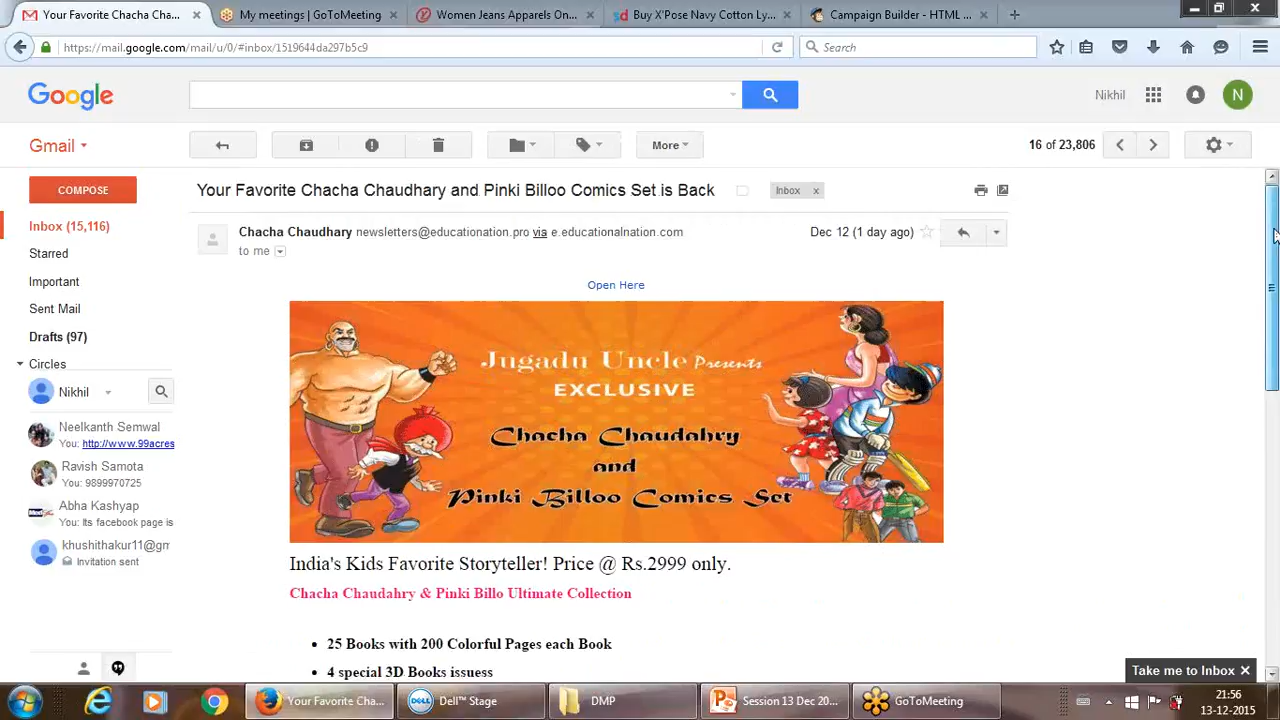 Your Favorite Chacha Cha...
My meetings | GoToMeeting
Women Jeans Apparels On...
Buy X'Pose Navy Cotton Ly...
Campaign Builder - HTML ...
https://mail.google.com/mail/u/0/#inbox/1519644da297b5c9
Search
Google
Nikhil
N
Gmail
More
16 of 23,806
COMPOSE
Your Favorite Chacha Chaudhary and Pinki Billoo Comics Set is Back
Inbox x
Inbox (15,116)
Chacha Chaudhary newsletters@educationation.pro via e.educationalnation.com
Dec 12 (1 day ago)
to me
Starred
Important
Sent Mail
Drafts (97)
Circles
Nikhil
Neelkanth Semwal
You: http://www.99acres
Ravish Samota
You: 9899970725
Abha Kashyap
You: Its facebook page is
khushithakur11@gm
Invitation sent
Open Here
Jugadu Uncle Presents
EXCLUSIVE
Chacha Chaudahry
and
Pinki Billoo Comics Set
India's Kids Favorite Storyteller! Price @ Rs.2999 only.
Chacha Chaudahry & Pinki Billo Ultimate Collection
• 25 Books with 200 Colorful Pages each Book
• 4 special 3D Books issuess
Take me to Inbox ×
Your Favorite Cha...
Dell™ Stage
DMP
Session 13 Dec 20...
GoToMeeting
21:56
13-12-2015